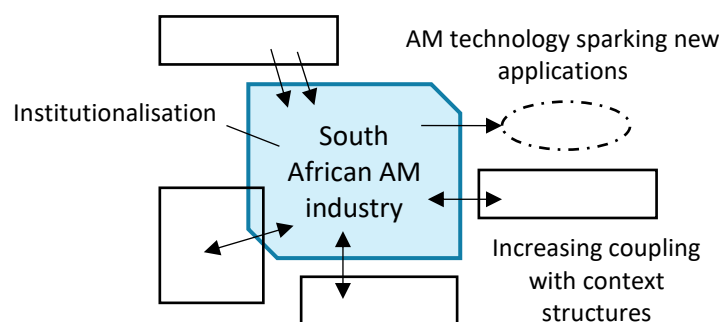 AM technology sparking new
applications
Institutionalisation
South
African AM
industry
Increasing coupling
with context
structures